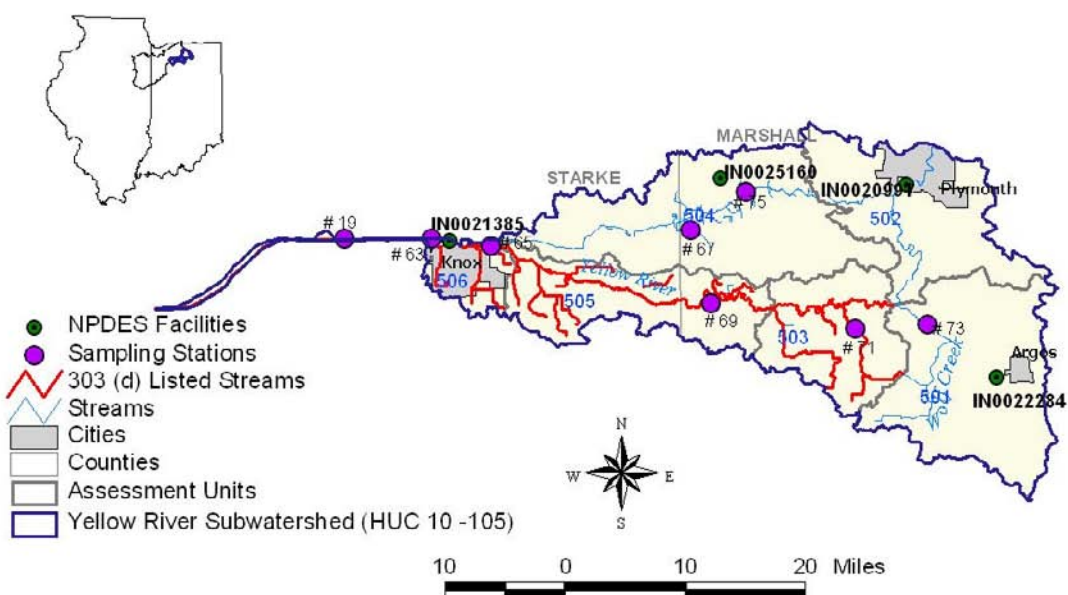 MARSHALL
STARKE
IN0025160
IN0020991
Plymouth
# 75
504
502
# 19
IN0021385
# 65
# 63
Knox
# 67
506
Yellow River
505
# 69
503
# 71
# 73
Argos
Wolf Creek
501
IN0022284
NPDES Facilities
Sampling Stations
303 (d) Listed Streams
Streams
Cities
Counties
Assessment Units
Yellow River Subwatershed (HUC 10 -105)
N
W
E
S
10
0
10
20
Miles